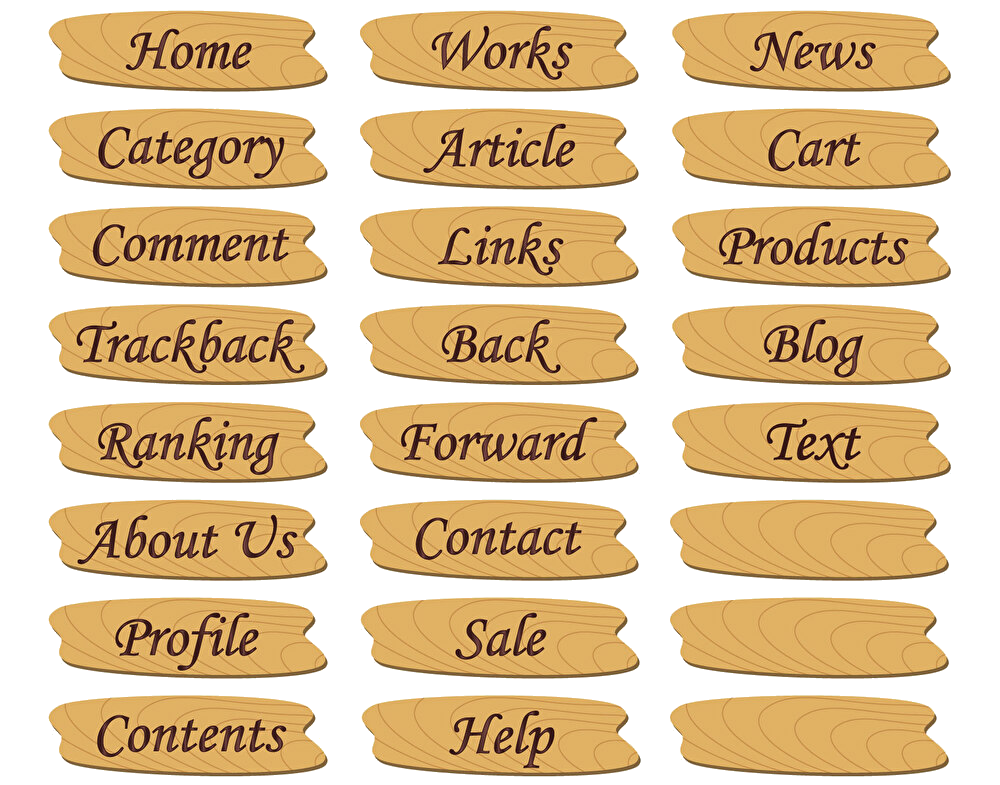 Home
Works
News
Category
Article
Cart
Comment
Links
Products
Trackback
Back
Blog
Ranking
Forward
Text
About Us
Contact
Profile
Sale
Contents
Help